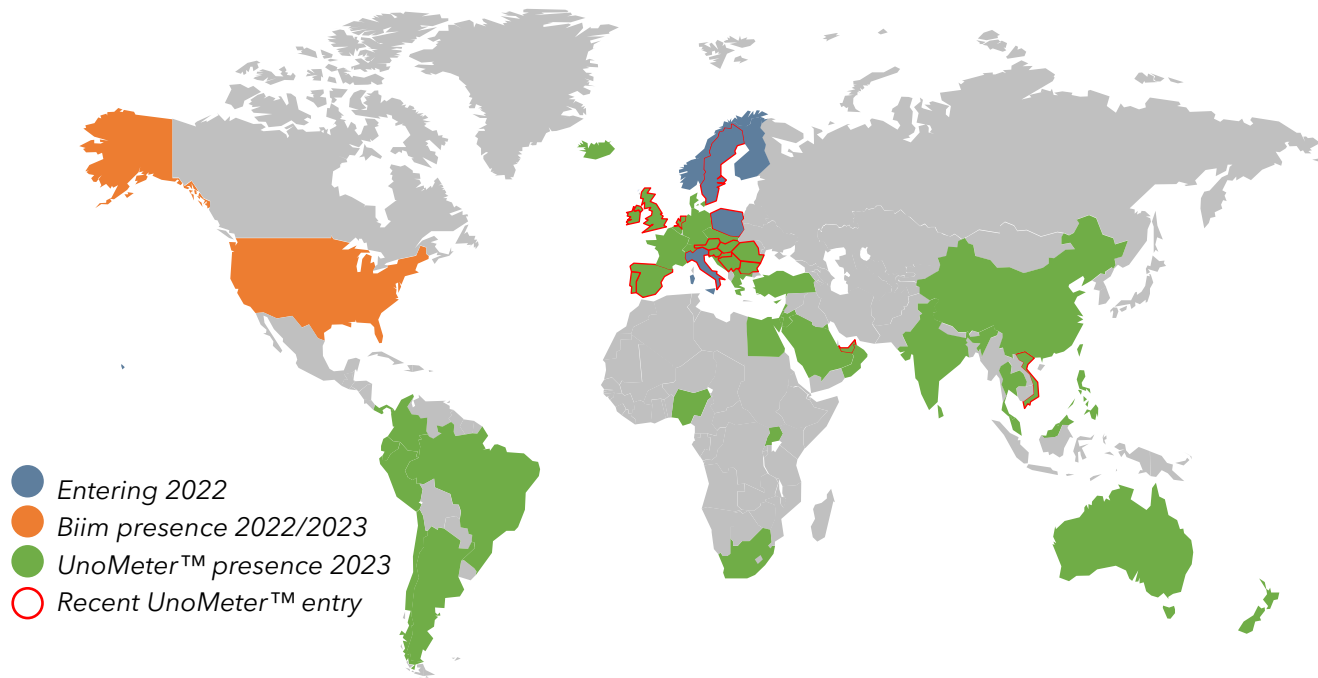 Entering 2022
Biim presence 2022/2023
UnoMeter™ presence 2023
Recent UnoMeter™ entry